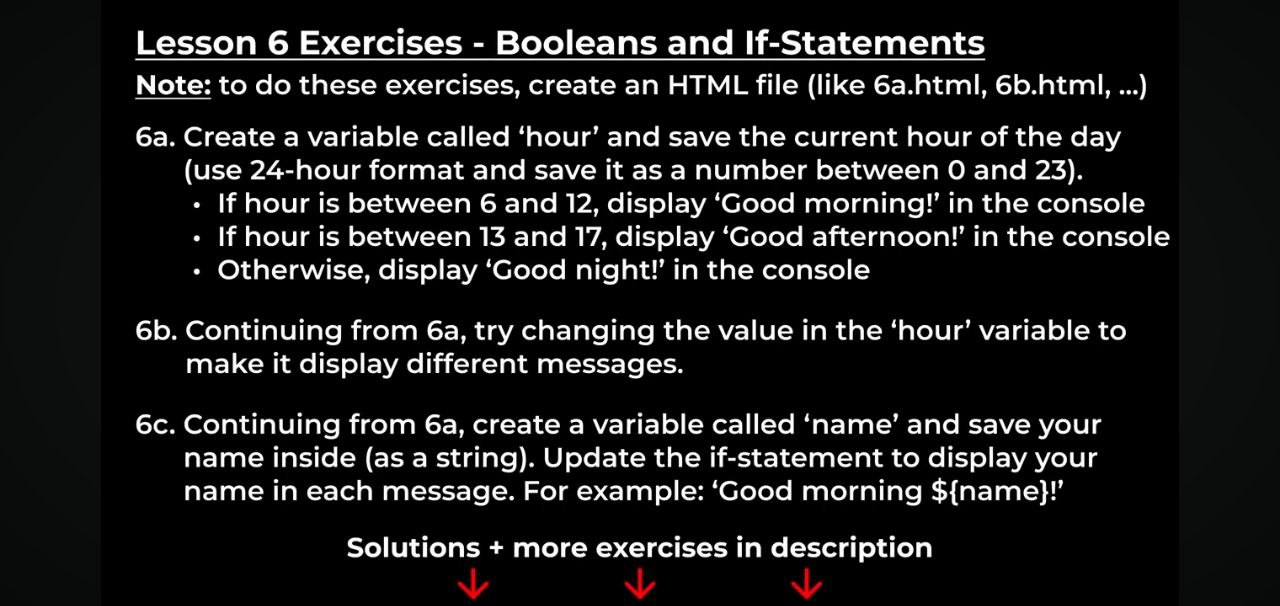 Lesson 6 Exercises - Booleans and If-Statements
Note: to do these exercises, create an HTML file (like 6a.html, 6b.html, ...)
6a. Create a variable called ‘hour’ and save the current hour of the day
(use 24-hour format and save it as a number between 0 and 23).
• If hour is between 6 and 12, display ‘Good morning!’ in the console
• If hour is between 13 and 17, display ‘Good afternoon!’ in the console
• Otherwise, display ‘Good night!’ in the console
6b. Continuing from 6a, try changing the value in the ‘hour’ variable to
make it display different messages.
6c. Continuing from 6a, create a variable called ‘name’ and save your
name inside (as a string). Update the if-statement to display your
name in each message. For example: ‘Good morning ${name}!’
Solutions + more exercises in description